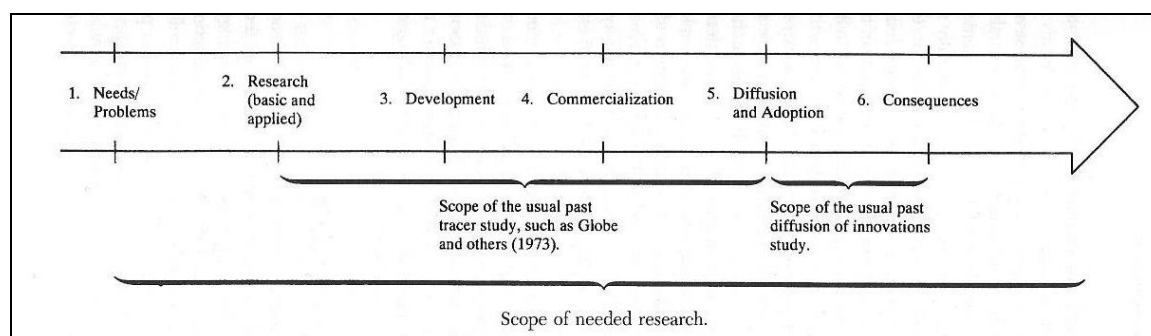 1. Needs/
Problems
2. Research
(basic and
applied)
3. Development
4. Commercialization
5. Diffusion
and Adoption
6. Consequences
Scope of the usual past
tracer study, such as Globe
and others (1973).
Scope of the usual past
diffusion of innovations
study.
Scope of needed research.